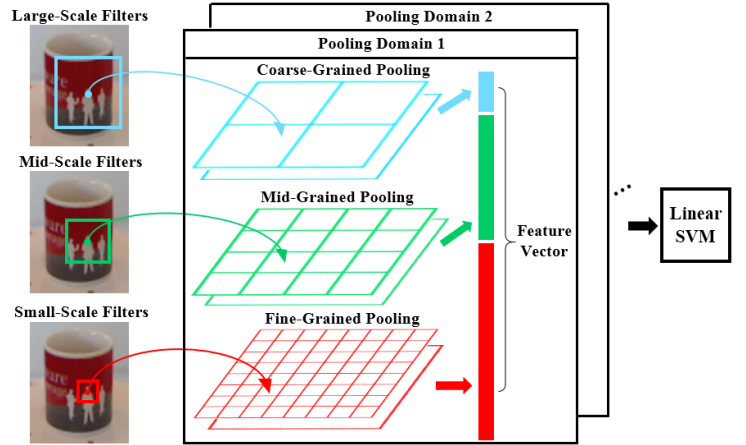 Large-Scale Filters
Pooling Domain 2
Pooling Domain 1
Coarse-Grained Pooling
Mid-Scale Filters
Mid-Grained Pooling
Feature
Vector
Linear
SVM
Small-Scale Filters
Fine-Grained Pooling
ware